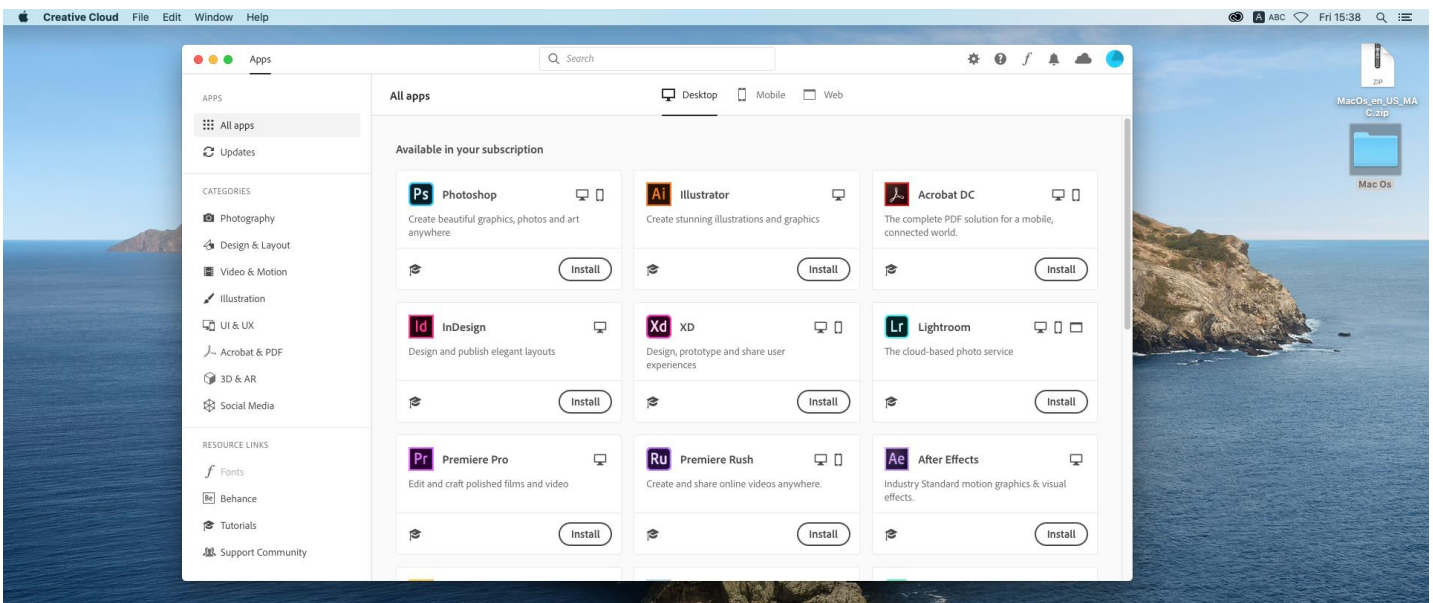 Creative Cloud File Edit Window Help
A ABC Fri 15:38
Apps
Search
ZIP
MacOs_en_US_MA
C.zip
Mac Os
APPS
All apps
Updates
CATEGORIES
Photography
Design & Layout
Video & Motion
Illustration
UI & UX
Acrobat & PDF
3D & AR
Social Media
RESOURCE LINKS
Fonts
Be Behance
Tutorials
Support Community
All apps
Desktop Mobile Web
Available in your subscription
Ps Photoshop
Create beautiful graphics, photos and art
anywhere
Install
Ai Illustrator
Create stunning illustrations and graphics
Install
Acrobat DC
The complete PDF solution for a mobile,
connected world.
Install
Id InDesign
Design and publish elegant layouts
Install
Xd XD
Design, prototype and share user
experiences
Install
Lr Lightroom
The cloud-based photo service
Install
Pr Premiere Pro
Edit and craft polished films and video
Install
Ru Premiere Rush
Create and share online videos anywhere.
Install
Ae After Effects
Industry Standard motion graphics & visual
effects.
Install